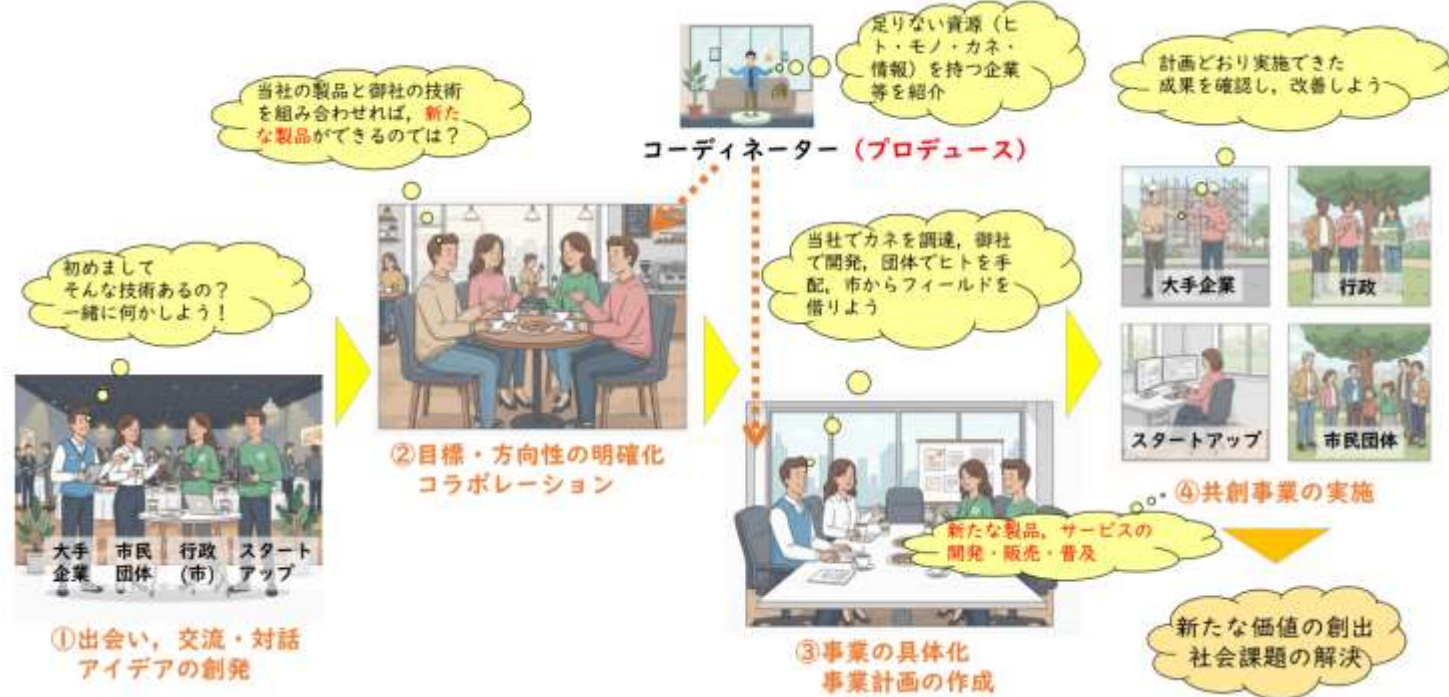 初めまして
そんな技術あるの？
一緒に何かしよう！
大手
企業
市民
団体
行政
(市)
スタート
アップ
①出会い，交流・対話
アイデアの創発
当社の製品と御社の技術
を組み合わせれば，新た
な製品ができるのでは？
②目標・方向性の明確化
コラボレーション
足りない資源（ヒ
ト・モノ・カネ・
情報）を持つ企業
等を紹介
コーディネーター（プロデュース）
当社でカネを調達，御社
で開発，団体でヒトを手
配，市からフィールドを
借りよう
③事業の具体化
事業計画の作成
新たな製品，サービスの
開発・販売・普及
計画どおり実施できた
成果を確認し，改善しよう
大手企業
行政
スタートアップ
市民団体
④共創事業の実施
新たな価値の創出
社会課題の解決